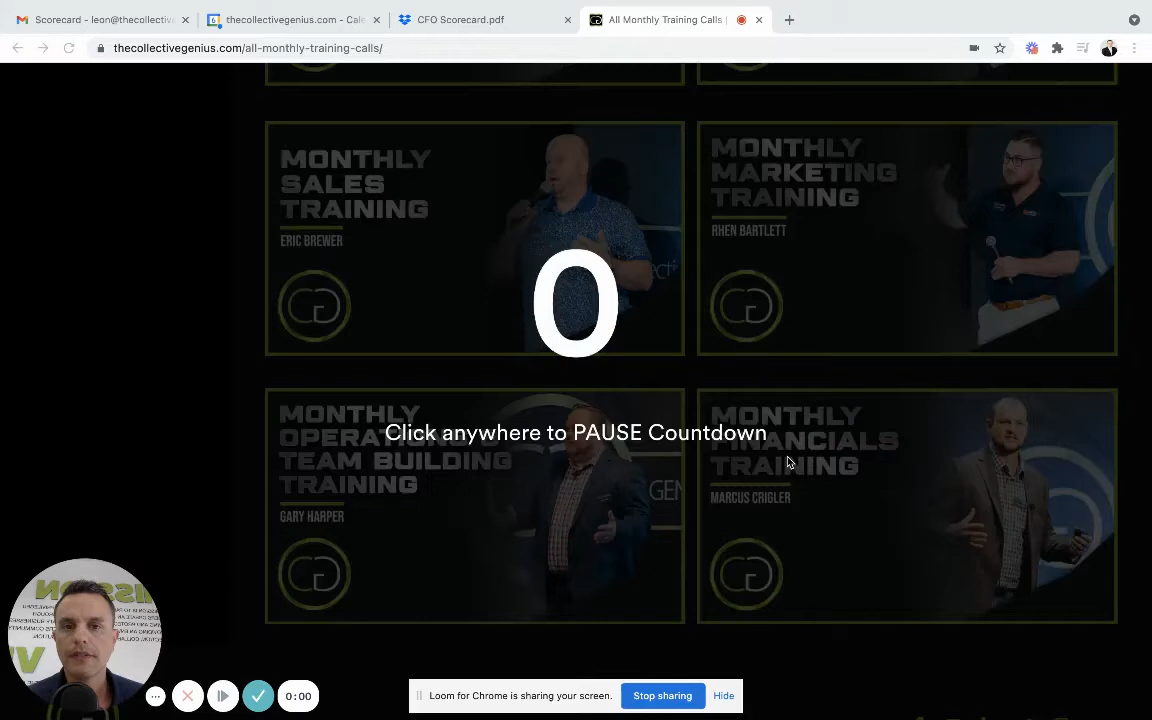 Scorecard - leon@thecollectiv
thecollectivegenius.com - Cale
CFO Scorecard.pdf
All Monthly Training Calls |
thecollectivegenius.com/all-monthly-training-calls/
MONTHLY
SALES
TRAINING
ERIC BREWER
MONTHLY
MARKETING
TRAINING
RHEN BARTLETT
0
Click anywhere to PAUSE Countdown
MONTHLY
OPERATIONS
TEAM BUILDING
TRAINING
GARY HARPER
MONTHLY
FINANCIALS
TRAINING
MARCUS CRIGLER
0:00
Loom for Chrome is sharing your screen.
Stop sharing
Hide